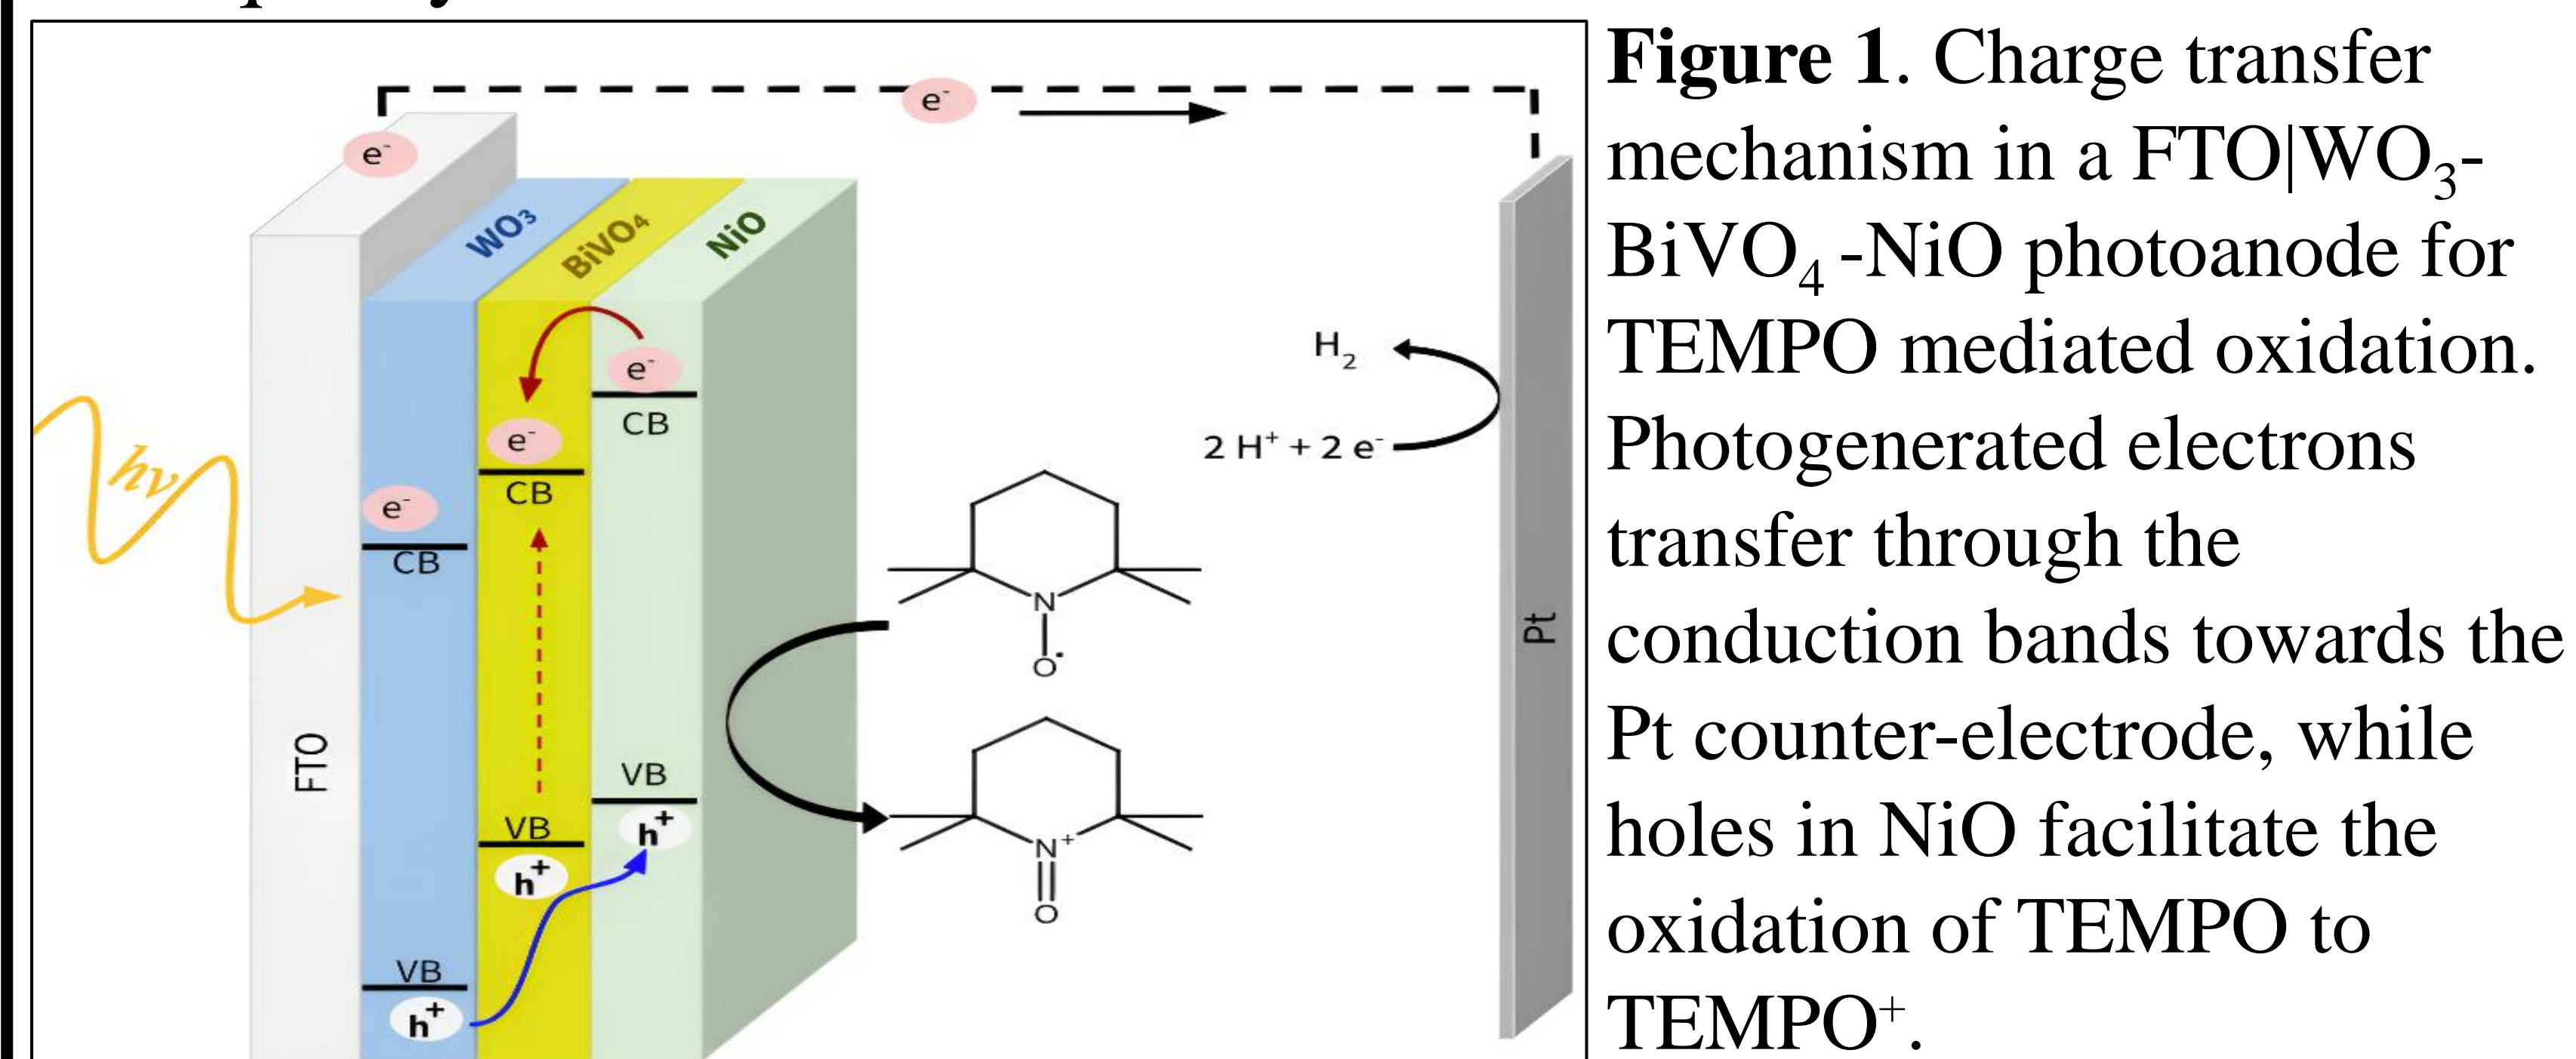 e⁻
e⁻
WO₃
BiVO₄
NiO
e⁻
CB
e⁻
CB
e⁻
CB
hν
FTO
VB
h⁺
VB
h⁺
VB
h⁺
N
O•
N⁺
O
H₂
2 H⁺ + 2 e⁻
Pt
Figure 1. Charge transfer
mechanism in a FTO|WO₃-
BiVO₄ -NiO photoanode for
TEMPO mediated oxidation.
Photogenerated electrons
transfer through the
conduction bands towards the
Pt counter-electrode, while
holes in NiO facilitate the
oxidation of TEMPO to
TEMPO⁺.